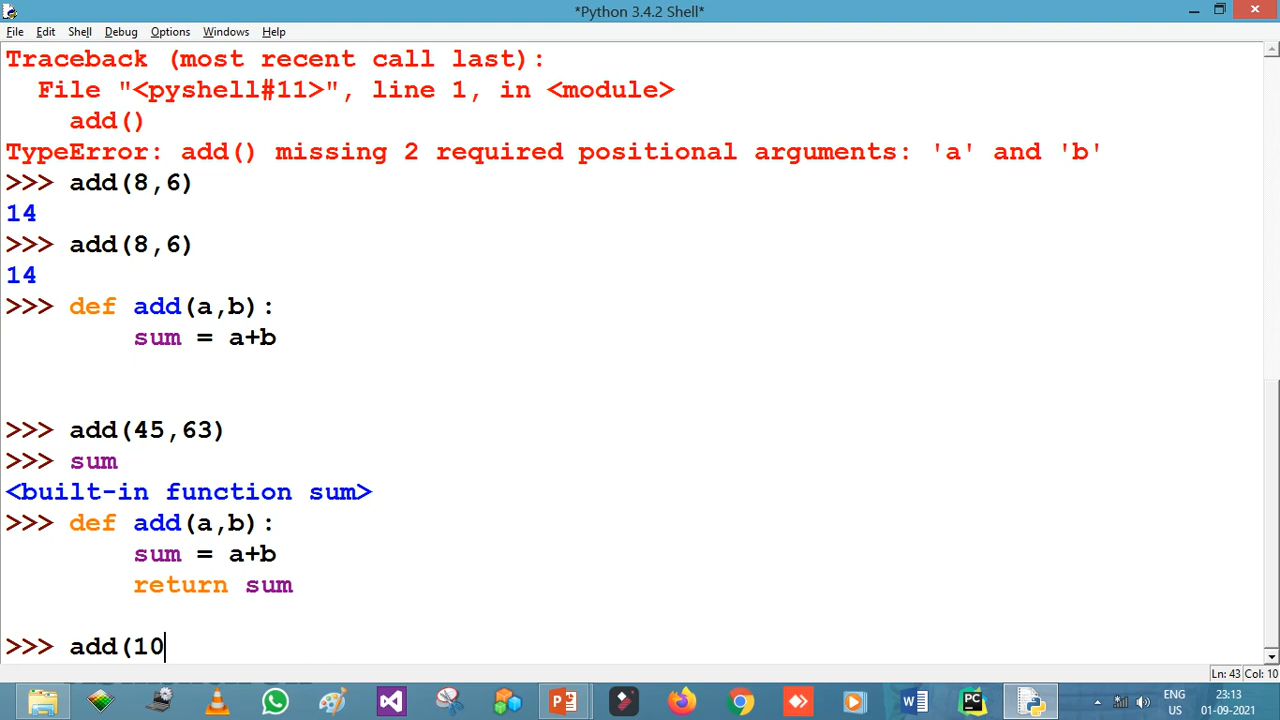 *Python 3.4.2 Shell*
File Edit Shell Debug Options Windows Help
Traceback (most recent call last):
  File "<pyshell#11>", line 1, in <module>
    add()
TypeError: add() missing 2 required positional arguments: 'a' and 'b'
>>> add(8,6)
14
>>> add(8,6)
14
>>> def add(a,b):
        sum = a+b
>>> add(45,63)
>>> sum
<built-in function sum>
>>> def add(a,b):
        sum = a+b
        return sum
>>> add(10
Ln: 43 Col: 10
ENG 23:13
US 01-09-2021